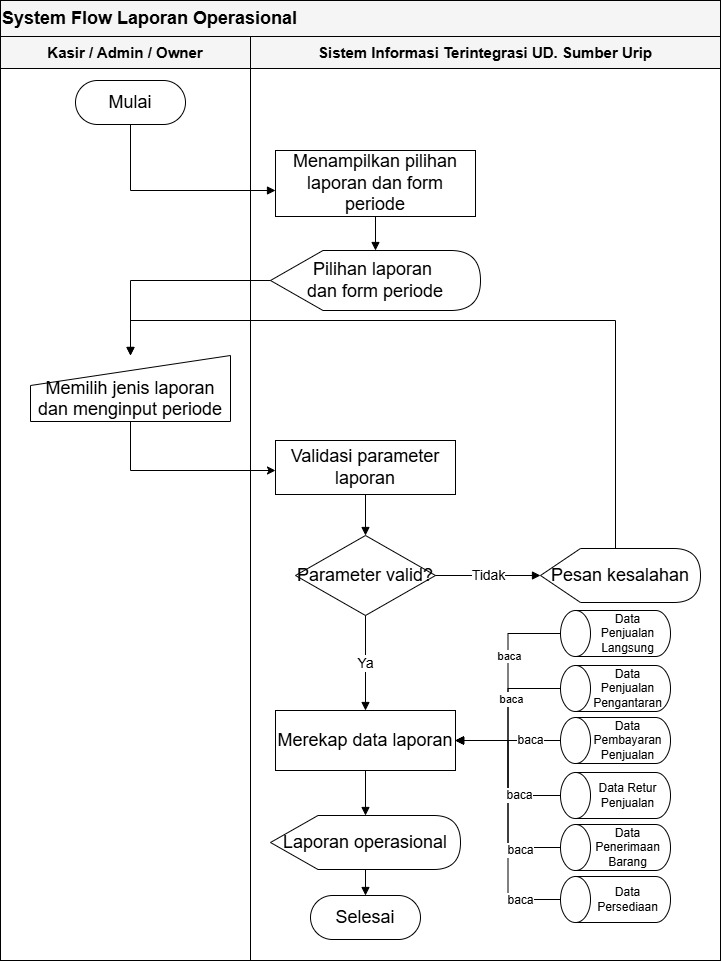 System Flow Laporan Operasional
Kasir / Admin / Owner
Sistem Informasi Terintegrasi UD. Sumber Urip
Mulai
Menampilkan pilihan
laporan dan form
periode
Pilihan laporan
dan form periode
Memilih jenis laporan
dan menginput periode
Validasi parameter
laporan
Parameter valid?
Tidak
Pesan kesalahan
Ya
Data
Penjualan
Langsung
baca
Data
Penjualan
Pengantaran
baca
Merekap data laporan
baca
Data
Pembayaran
Penjualan
baca
Data Retur
Penjualan
Laporan operasional
baca
Data
Penerimaan
Barang
baca
Data
Persediaan
Selesai